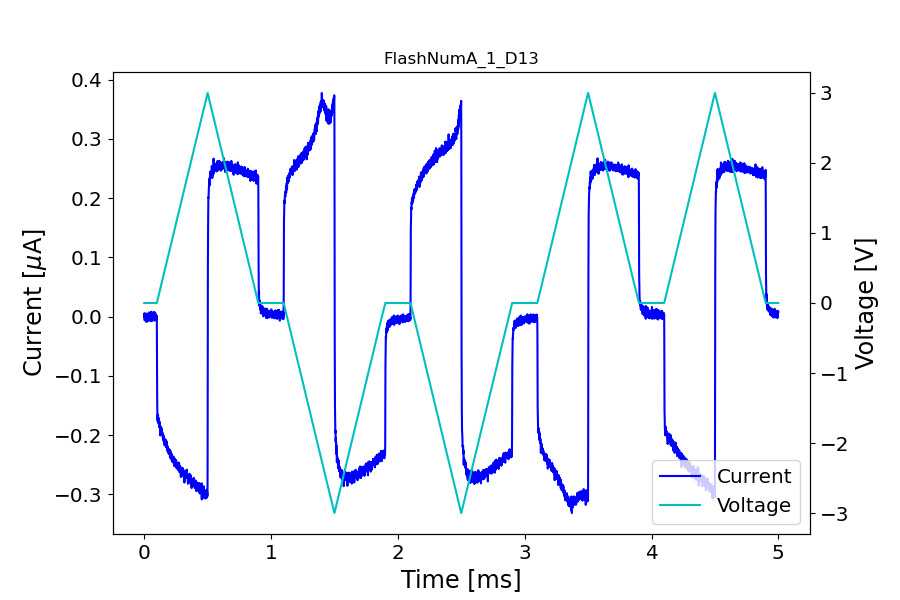 FlashNumA_1_D13
0.4
0.3
0.2
0.1
0.0
−0.1
−0.2
−0.3
Current [μA]
3
2
1
0
−1
−2
−3
Voltage [V]
Current
Voltage
0 1 2 3 4 5
Time [ms]